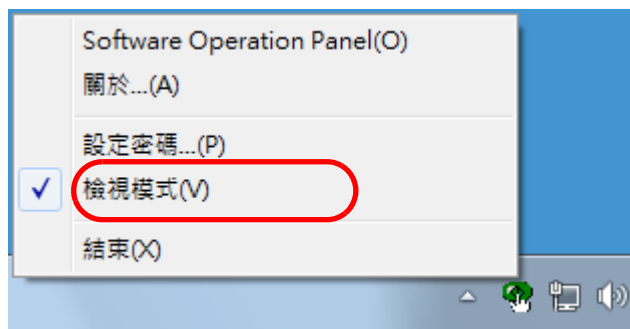 Software Operation Panel(O)
關於...(A)
設定密碼...(P)
檢視模式(V)
結束(X)